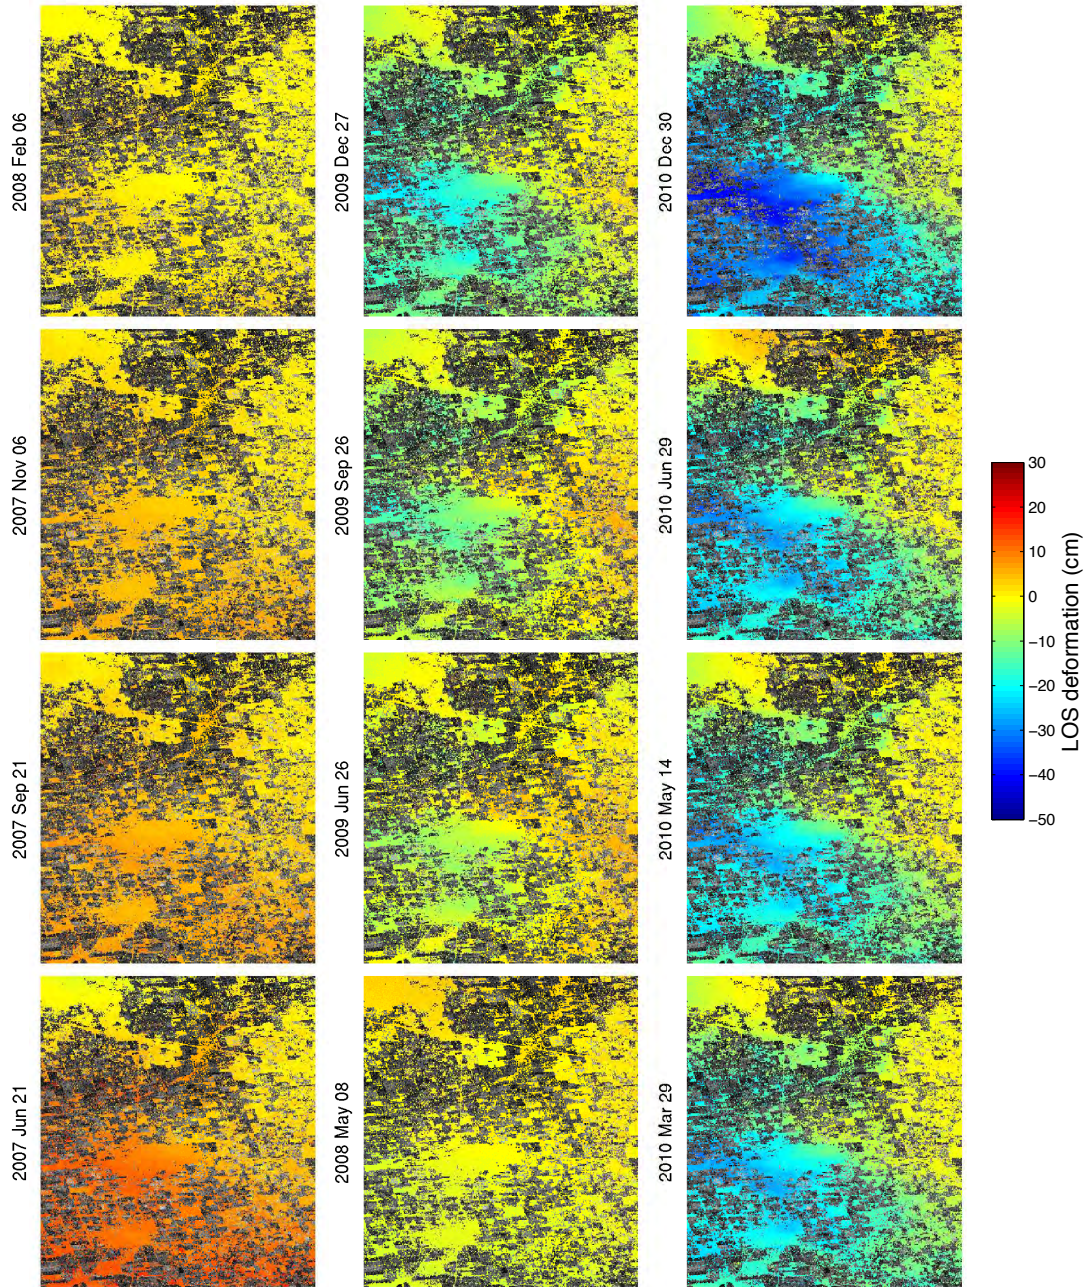 2008 Feb 06
2009 Dec 27
2010 Dec 30
2007 Nov 06
2009 Sep 26
2010 Jun 29
2007 Sep 21
2009 Jun 26
2010 May 14
2007 Jun 21
2008 May 08
2010 Mar 29
30
20
10
0
−10
−20
−30
−40
−50
LOS deformation (cm)